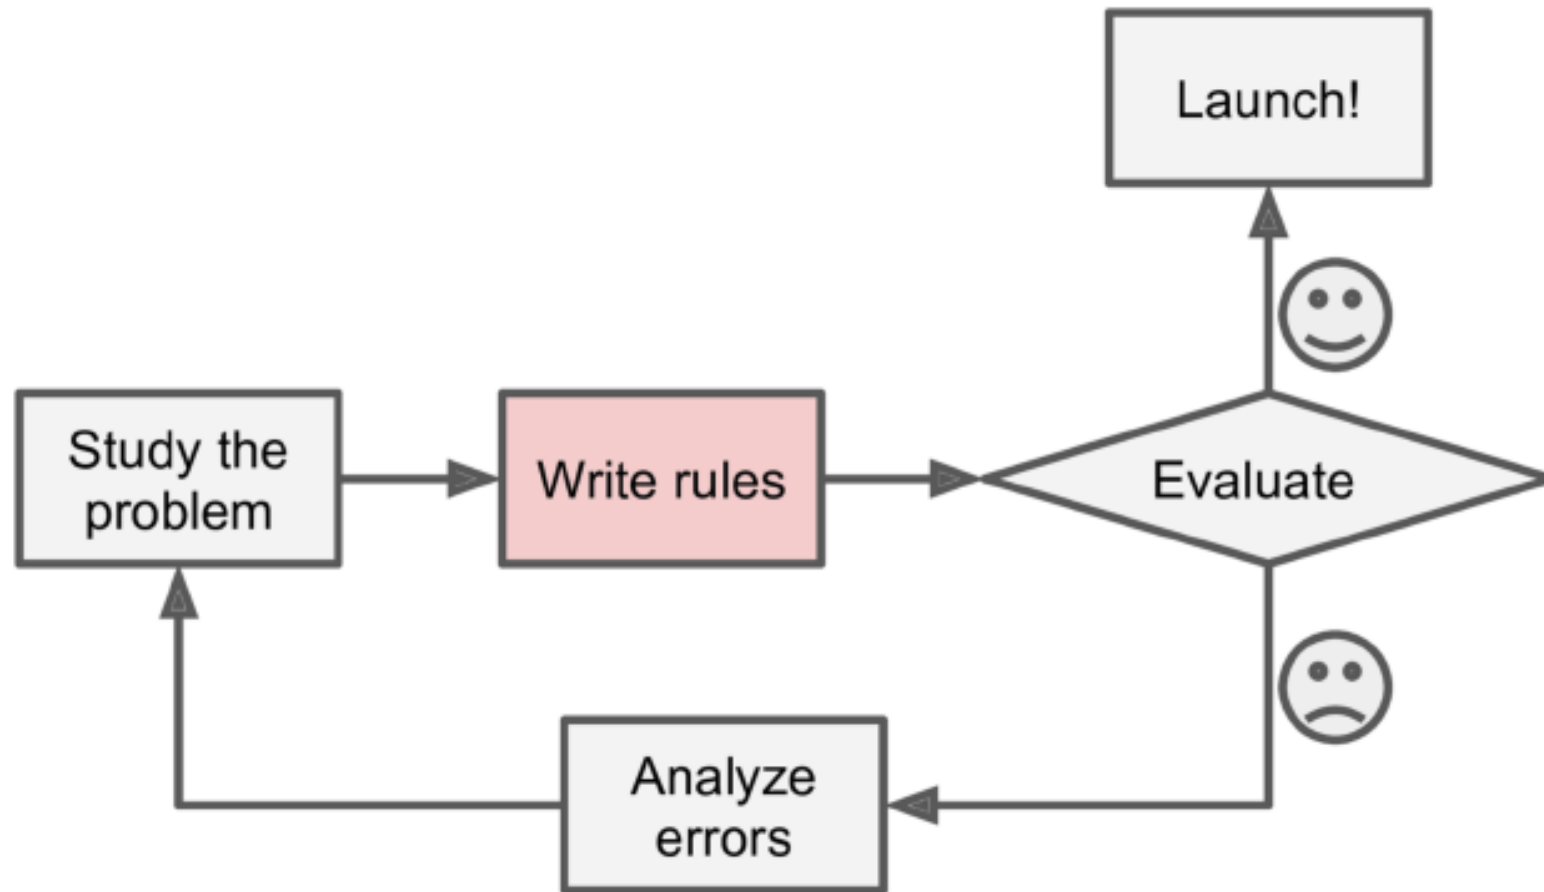 Launch!
Study the
problem
Write rules
Evaluate
Analyze
errors